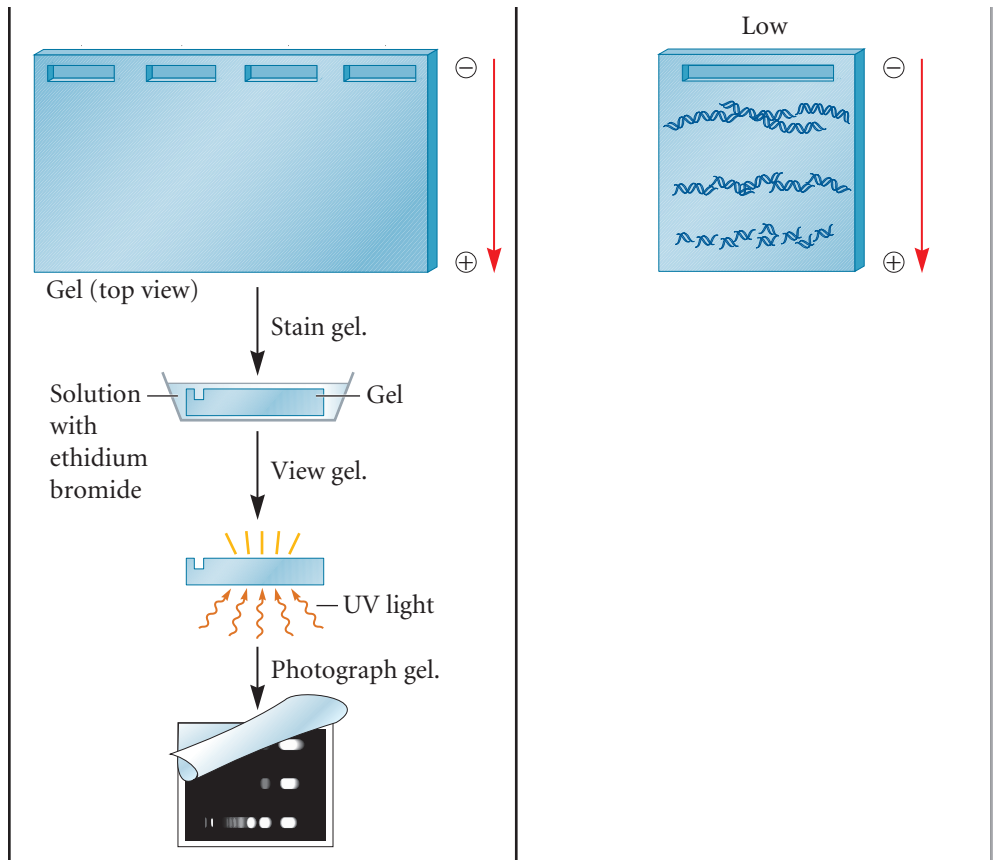 Low
⊖
⊖
⊕
⊕
Gel (top view)
Stain gel.
Solution
with
ethidium
bromide
Gel
View gel.
UV light
Photograph gel.